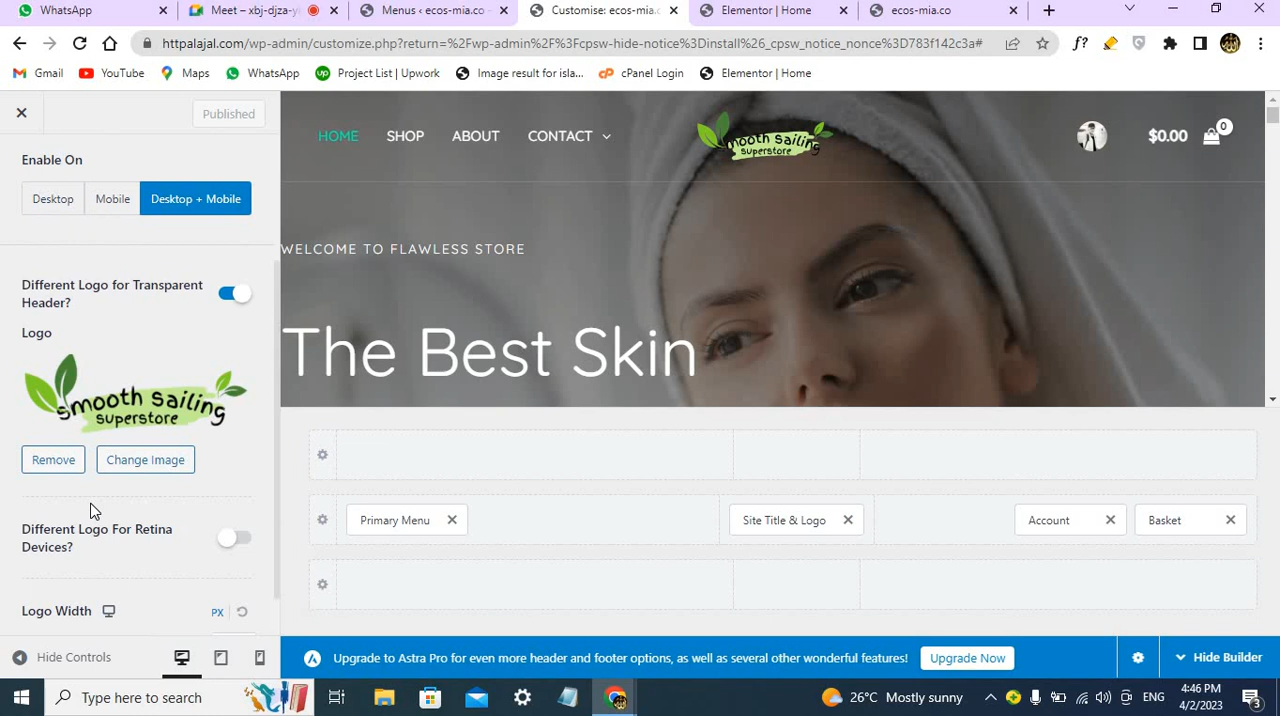 WhatsApp
Meet – xbj-djza-yi
Menus ‹ ecos-mia.co –
Customise: ecos-mia.
Elementor | Home
ecos-mia.co
httpalajal.com/wp-admin/customize.php?return=%2Fwp-admin%2F%3Fcpsw-hide-notice%3Dinstall%26_cpsw_notice_nonce%3D783f142c3a#
f?
Gmail
YouTube
Maps
WhatsApp
Project List | Upwork
Image result for isla...
cPanel Login
Elementor | Home
Published
Enable On
Desktop
Mobile
Desktop + Mobile
Different Logo for Transparent
Header?
Logo
smooth sailing
superstore
Remove
Change Image
Different Logo For Retina
Devices?
Logo Width
PX
Hide Controls
HOME
SHOP
ABOUT
CONTACT
smooth sailing
superstore
$0.00
0
WELCOME TO FLAWLESS STORE
The Best Skin
Primary Menu
Site Title & Logo
Account
Basket
Upgrade to Astra Pro for even more header and footer options, as well as several other wonderful features!
Upgrade Now
Hide Builder
Type here to search
26°C Mostly sunny
ENG
4:46 PM
4/2/2023
3